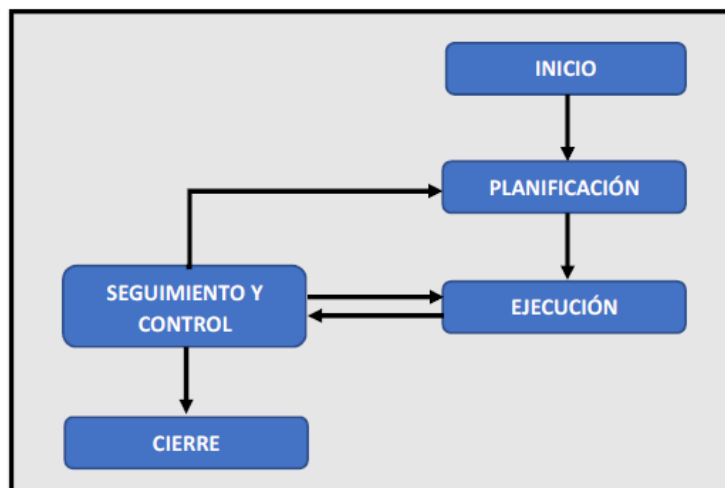 INICIO
PLANIFICACIÓN
SEGUIMIENTO Y
CONTROL
EJECUCIÓN
CIERRE